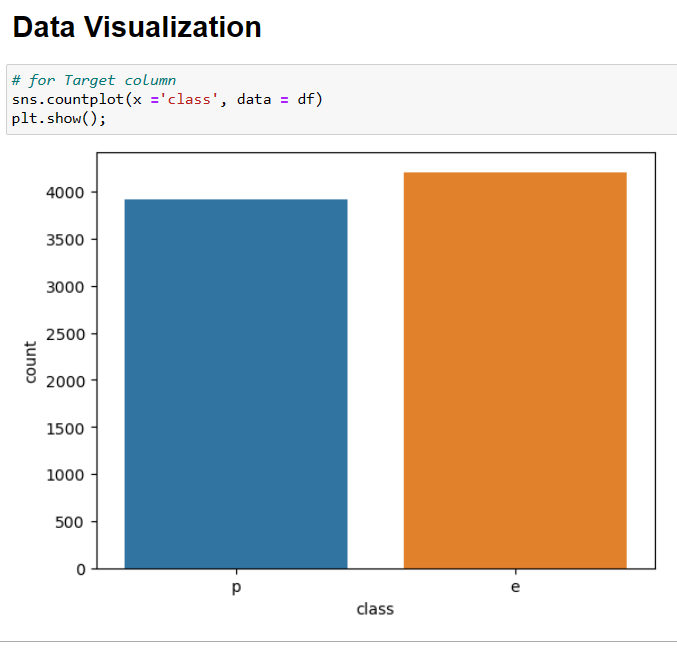 Data Visualization
# for Target column
sns.countplot(x ='class', data = df)
plt.show();
4000
3500
3000
2500
2000
1500
1000
500
0
count
p
e
class